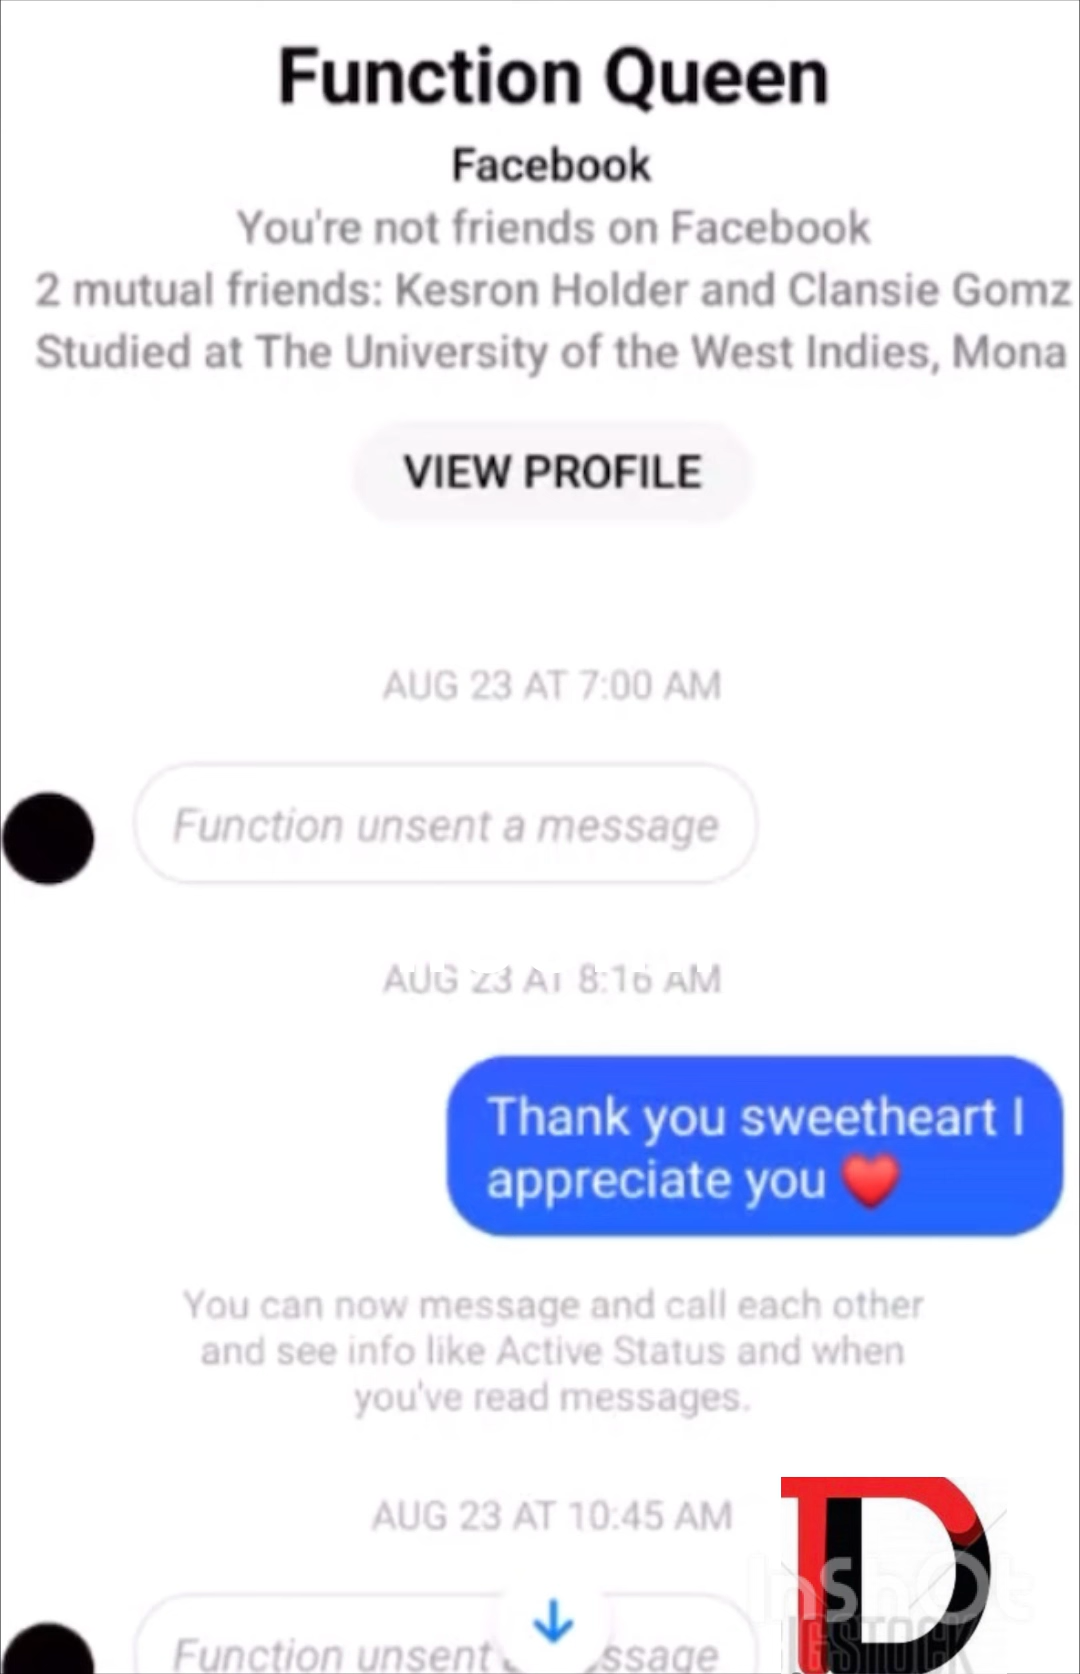 Function Queen
Facebook
You're not friends on Facebook
2 mutual friends: Kesron Holder and Clansie Gomz
Studied at The University of the West Indies, Mona
VIEW PROFILE
AUG 23 AT 7:00 AM
Function unsent a message
AUG 23 AT 8:16 AM
Thank you sweetheart I
appreciate you ❤️
You can now message and call each other
and see info like Active Status and when
you've read messages.
AUG 23 AT 10:45 AM
TD
InShOt
IGSTOCK
Function unsent ssage